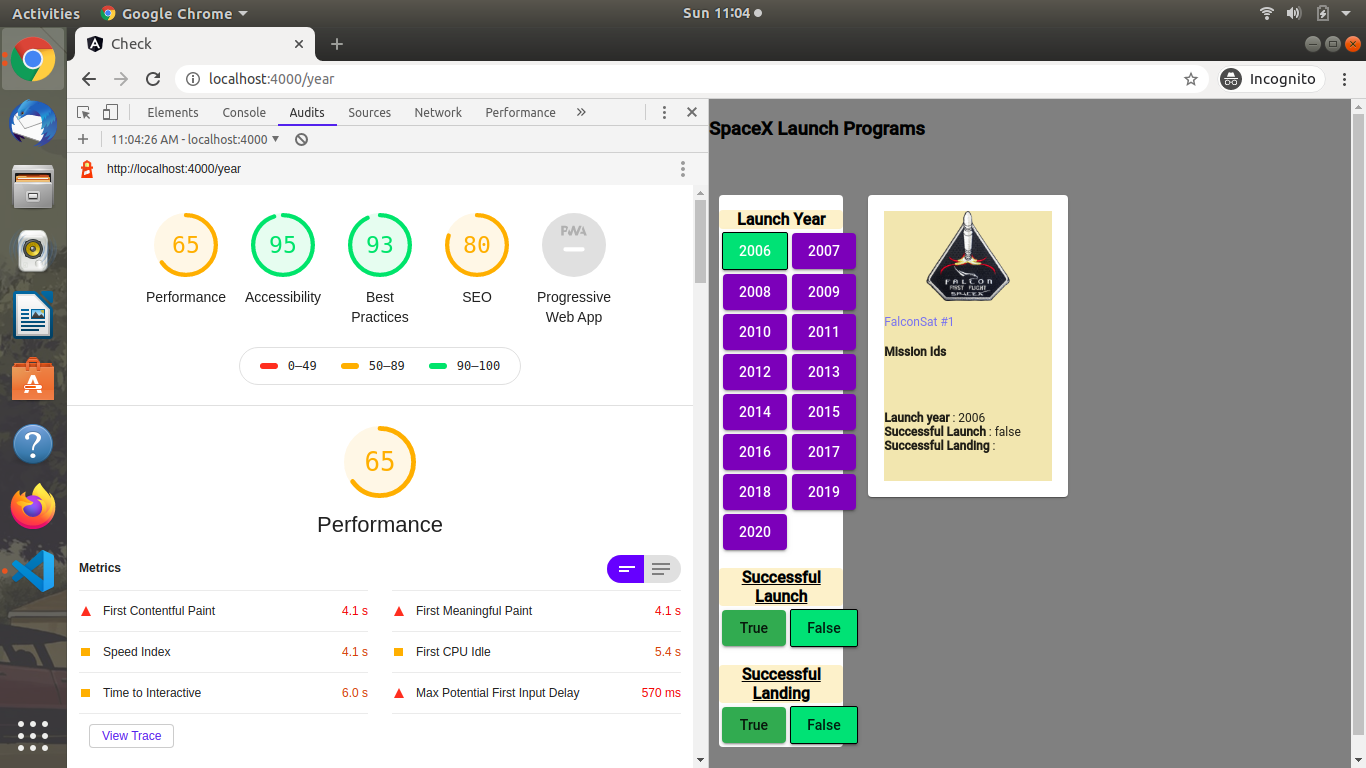 Activities
Google Chrome
Sun 11:04
Check
localhost:4000/year
Incognito
Elements
Console
Audits
Sources
Network
Performance
»
11:04:26 AM - localhost:4000
http://localhost:4000/year
65
95
93
80
PWA
Performance
Accessibility
Best
Practices
SEO
Progressive
Web App
0–49
50–89
90–100
65
Performance
Metrics
First Contentful Paint 4.1 s
First Meaningful Paint 4.1 s
Speed Index 4.1 s
First CPU Idle 5.4 s
Time to Interactive 6.0 s
Max Potential First Input Delay 570 ms
View Trace
SpaceX Launch Programs
Launch Year
2006 2007
2008 2009
2010 2011
2012 2013
2014 2015
2016 2017
2018 2019
2020
Successful
Launch
True False
Successful
Landing
True False
FALCON
FIRST FLIGHT
SPACEX
FalconSat #1
Mission Ids
Launch year : 2006
Successful Launch : false
Successful Landing :